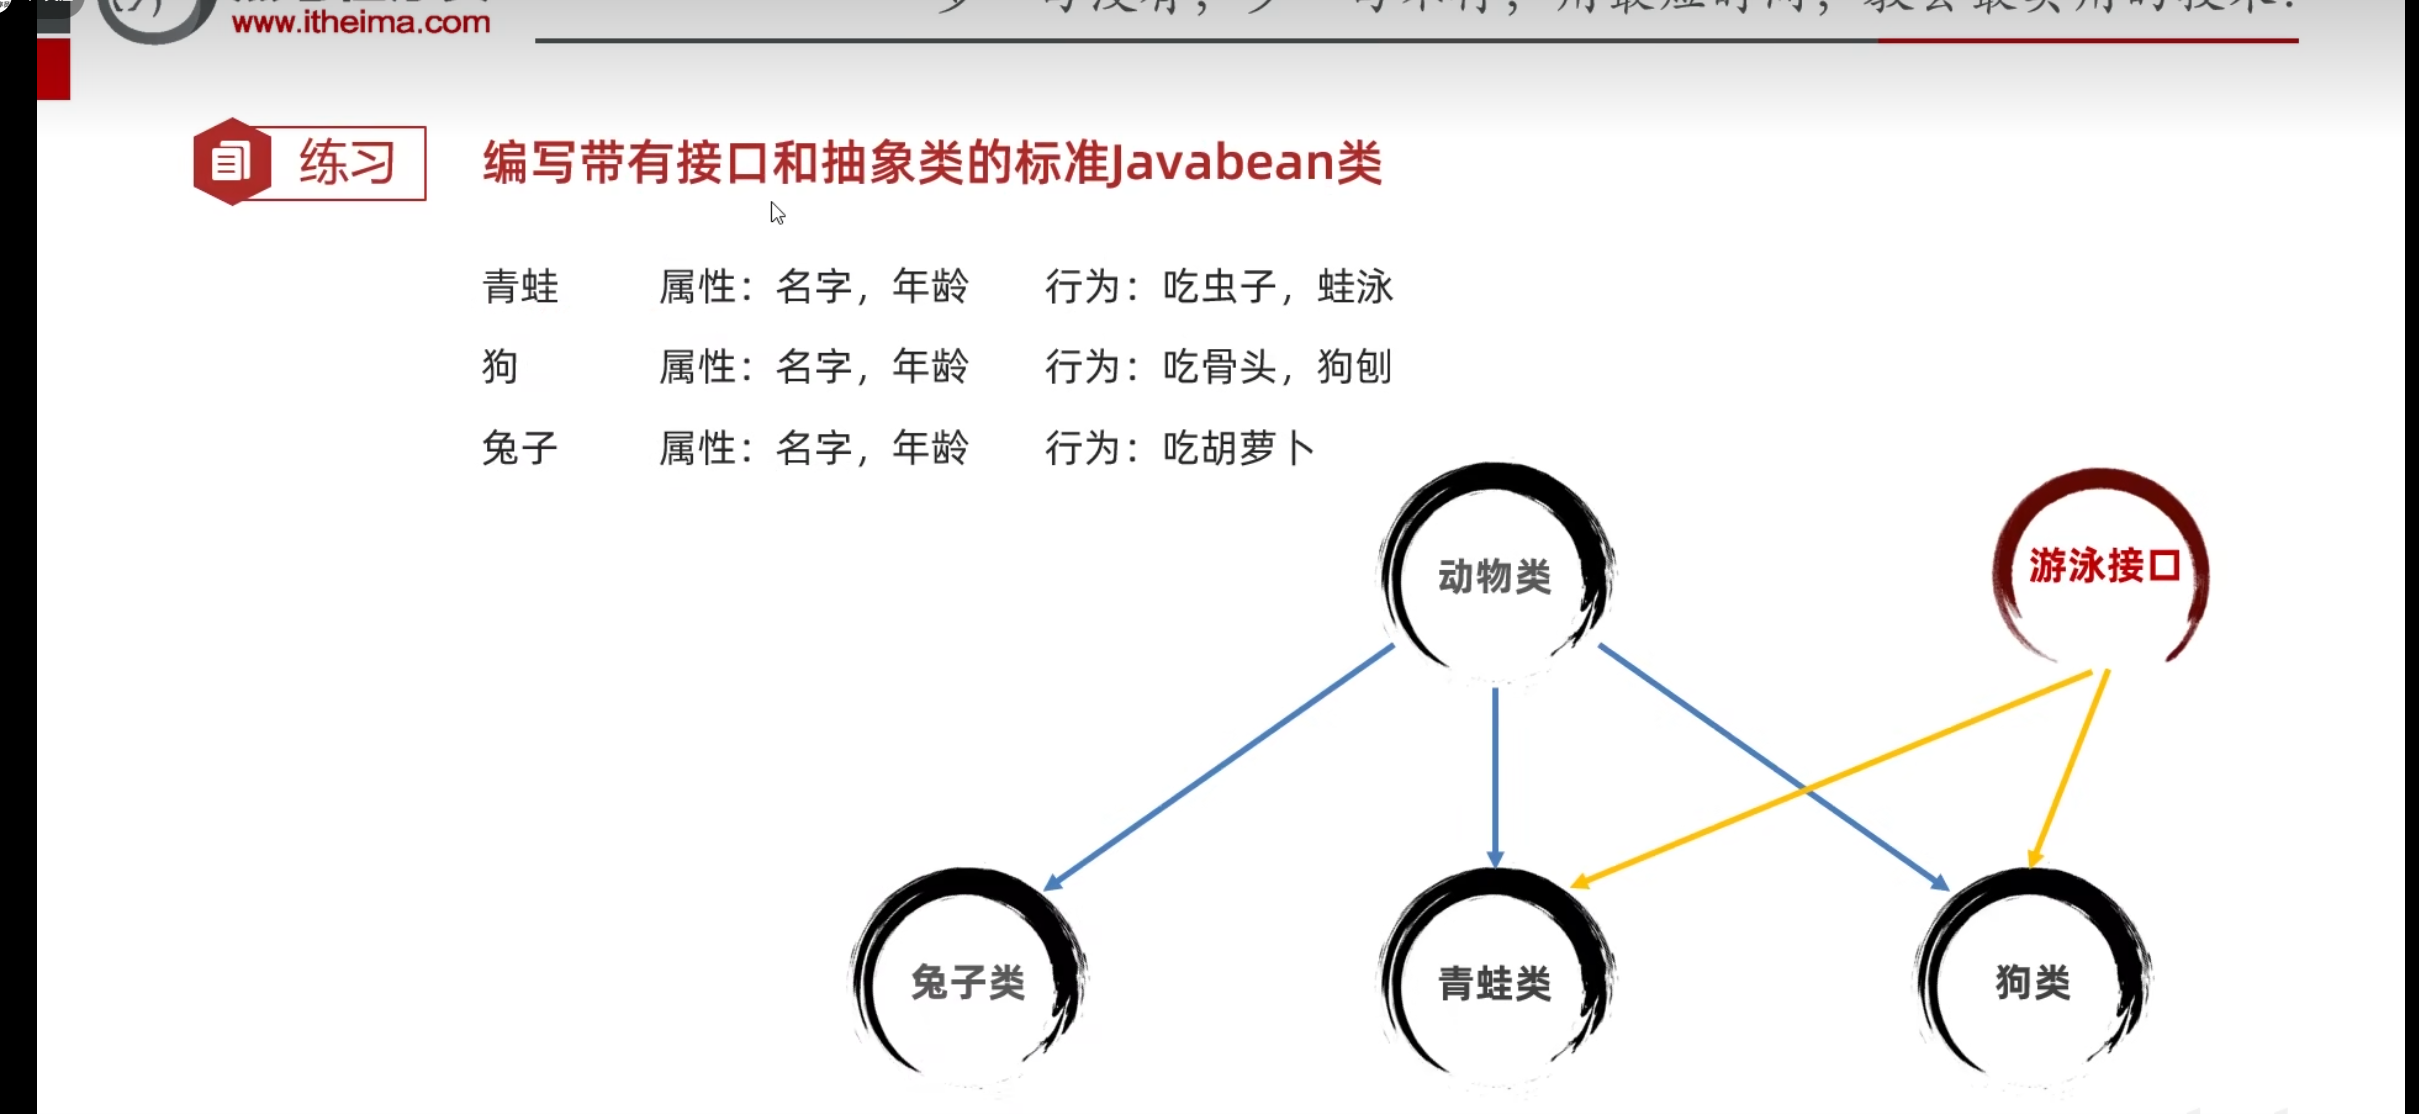 www.itheima.com
练习
编写带有接口和抽象类的标准Javabean类
青蛙 属性：名字，年龄 行为：吃虫子，蛙泳
狗 属性：名字，年龄 行为：吃骨头，狗刨
兔子 属性：名字，年龄 行为：吃胡萝卜
动物类
游泳接口
兔子类
青蛙类
狗类